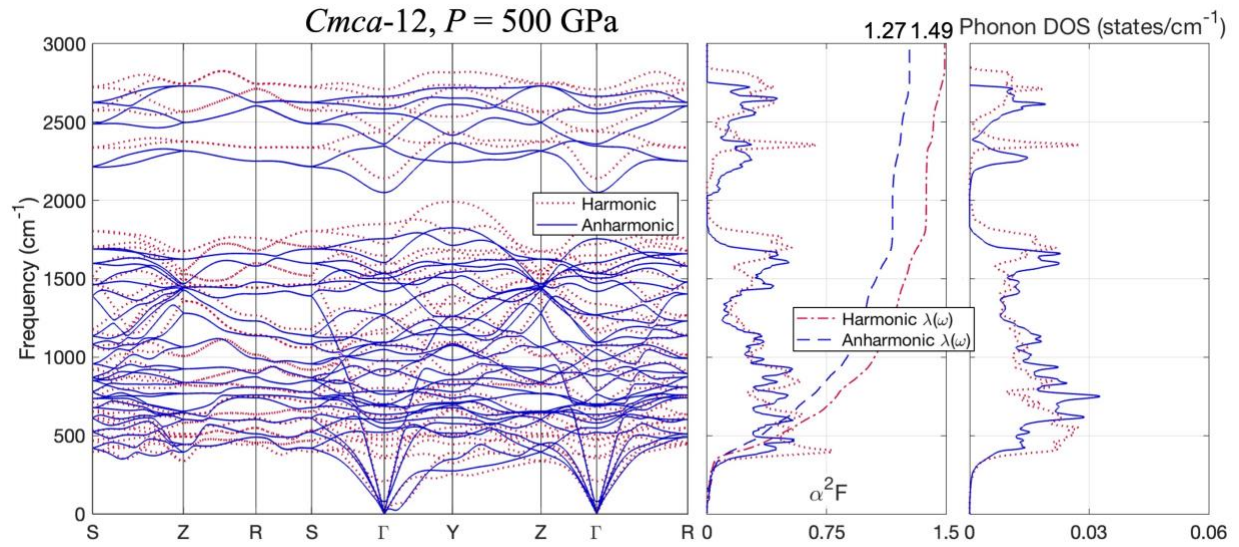 Cmca-12, P = 500 GPa
1.27 1.49 Phonon DOS (states/cm⁻¹)
Frequency (cm⁻¹)
3000
2500
2000
1500
1000
500
0
Harmonic
Anharmonic
Harmonic λ(ω)
Anharmonic λ(ω)
α²F
S Z R S Γ Y Z Γ R
0 0.75 1.5
0 0.03 0.06